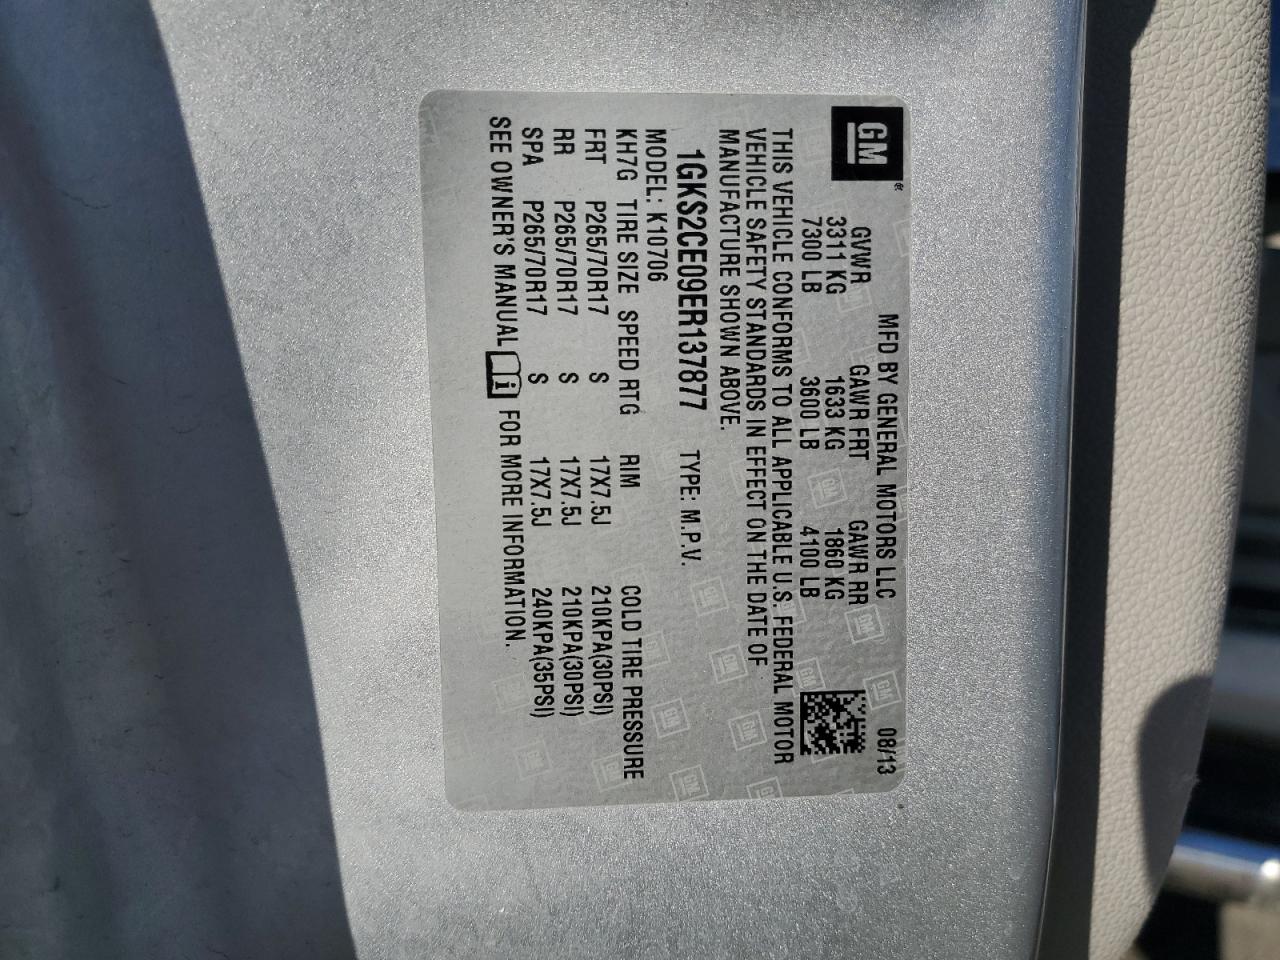 GM®
MFD BY GENERAL MOTORS LLC 08/13
GVWR GAWR FRT GAWR RR
3311 KG 1633 KG 1860 KG
7300 LB 3600 LB 4100 LB
THIS VEHICLE CONFORMS TO ALL APPLICABLE U.S. FEDERAL MOTOR
VEHICLE SAFETY STANDARDS IN EFFECT ON THE DATE OF
MANUFACTURE SHOWN ABOVE.
1GKS2CE09ER137877 TYPE: M.P.V.
MODEL: K10706
KH7G TIRE SIZE SPEED RTG RIM COLD TIRE PRESSURE
FRT P265/70R17 S 17X7.5J 210KPA(30PSI)
RR P265/70R17 S 17X7.5J 210KPA(30PSI)
SPA P265/70R17 S 17X7.5J 240KPA(35PSI)
SEE OWNER'S MANUAL i FOR MORE INFORMATION.